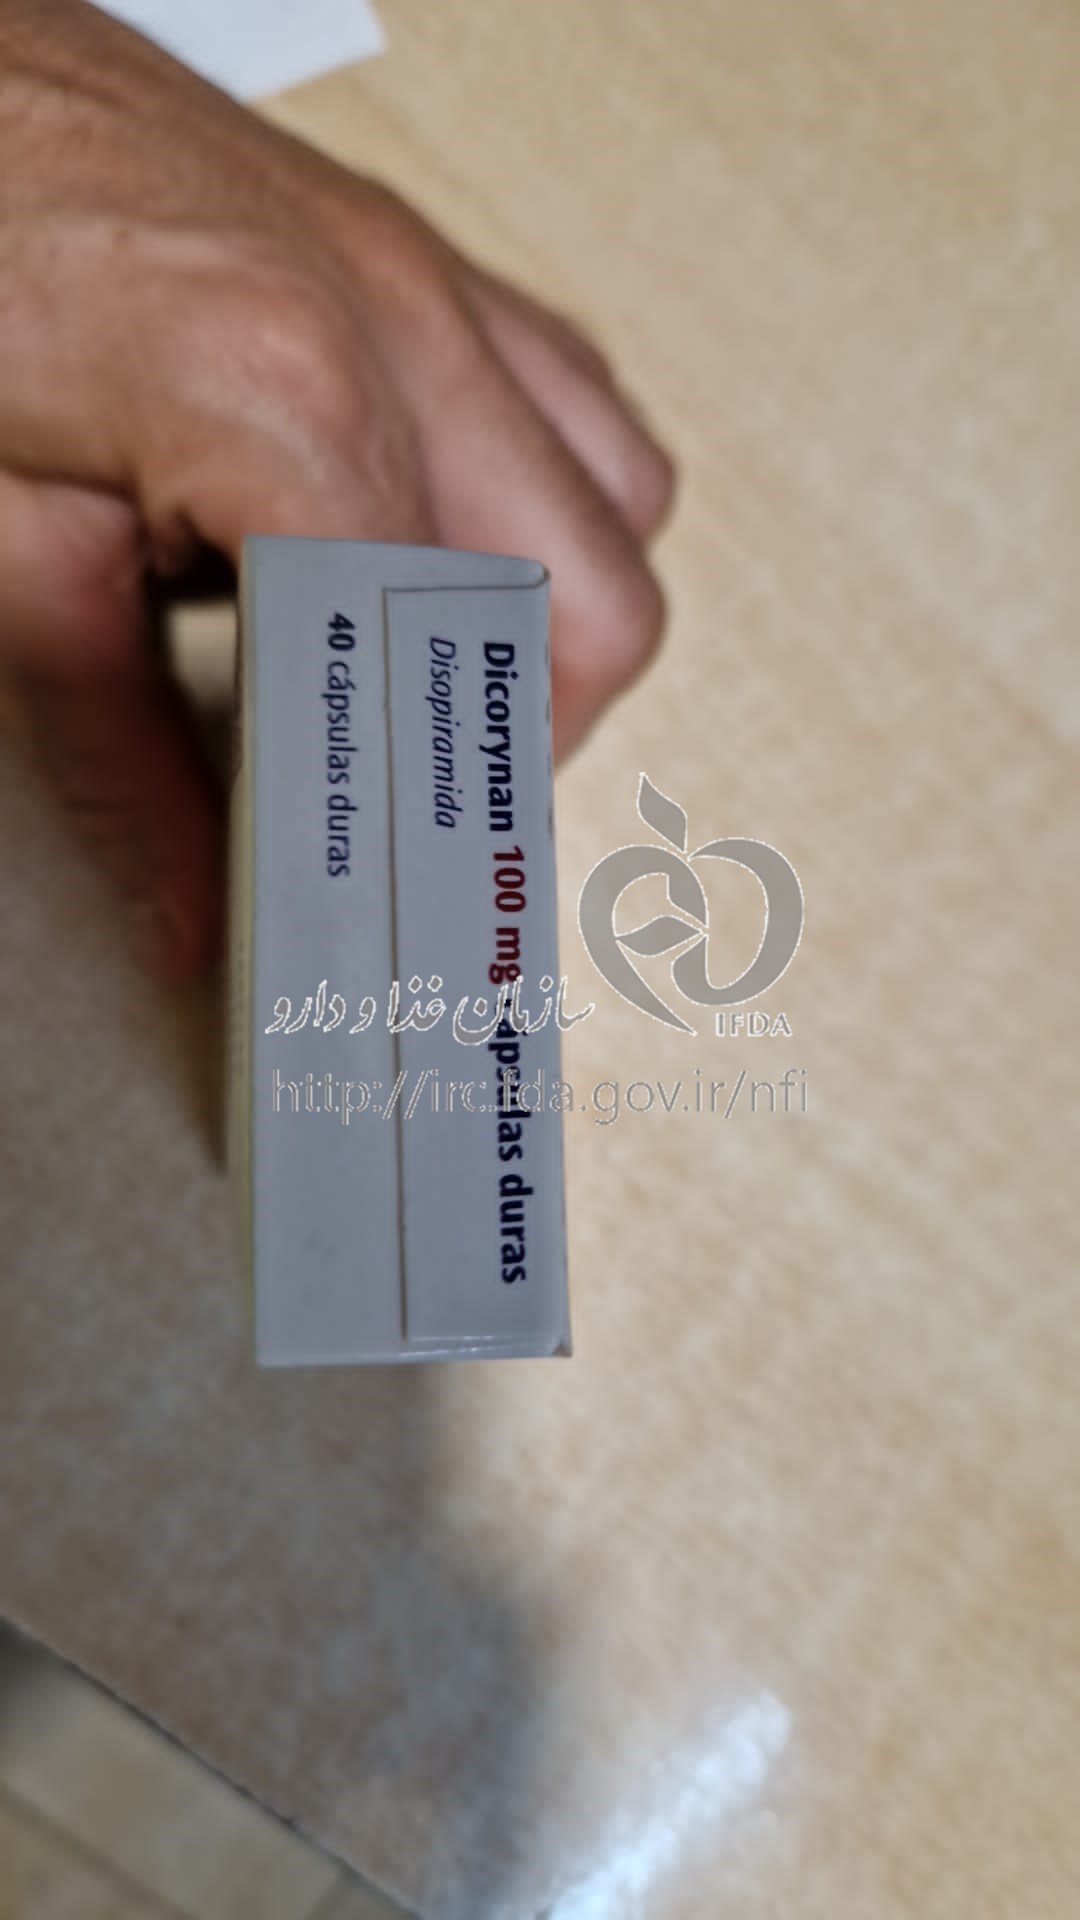 Dicorynan 100 mg cápsulas duras
Disopiramida
40 cápsulas duras
IFDA
سازمان غذا و دارو
http://irc.fda.gov.ir/nfi